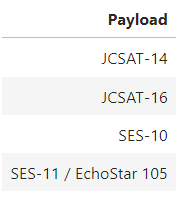 Payload
JCSAT-14
JCSAT-16
SES-10
SES-11 / EchoStar 105